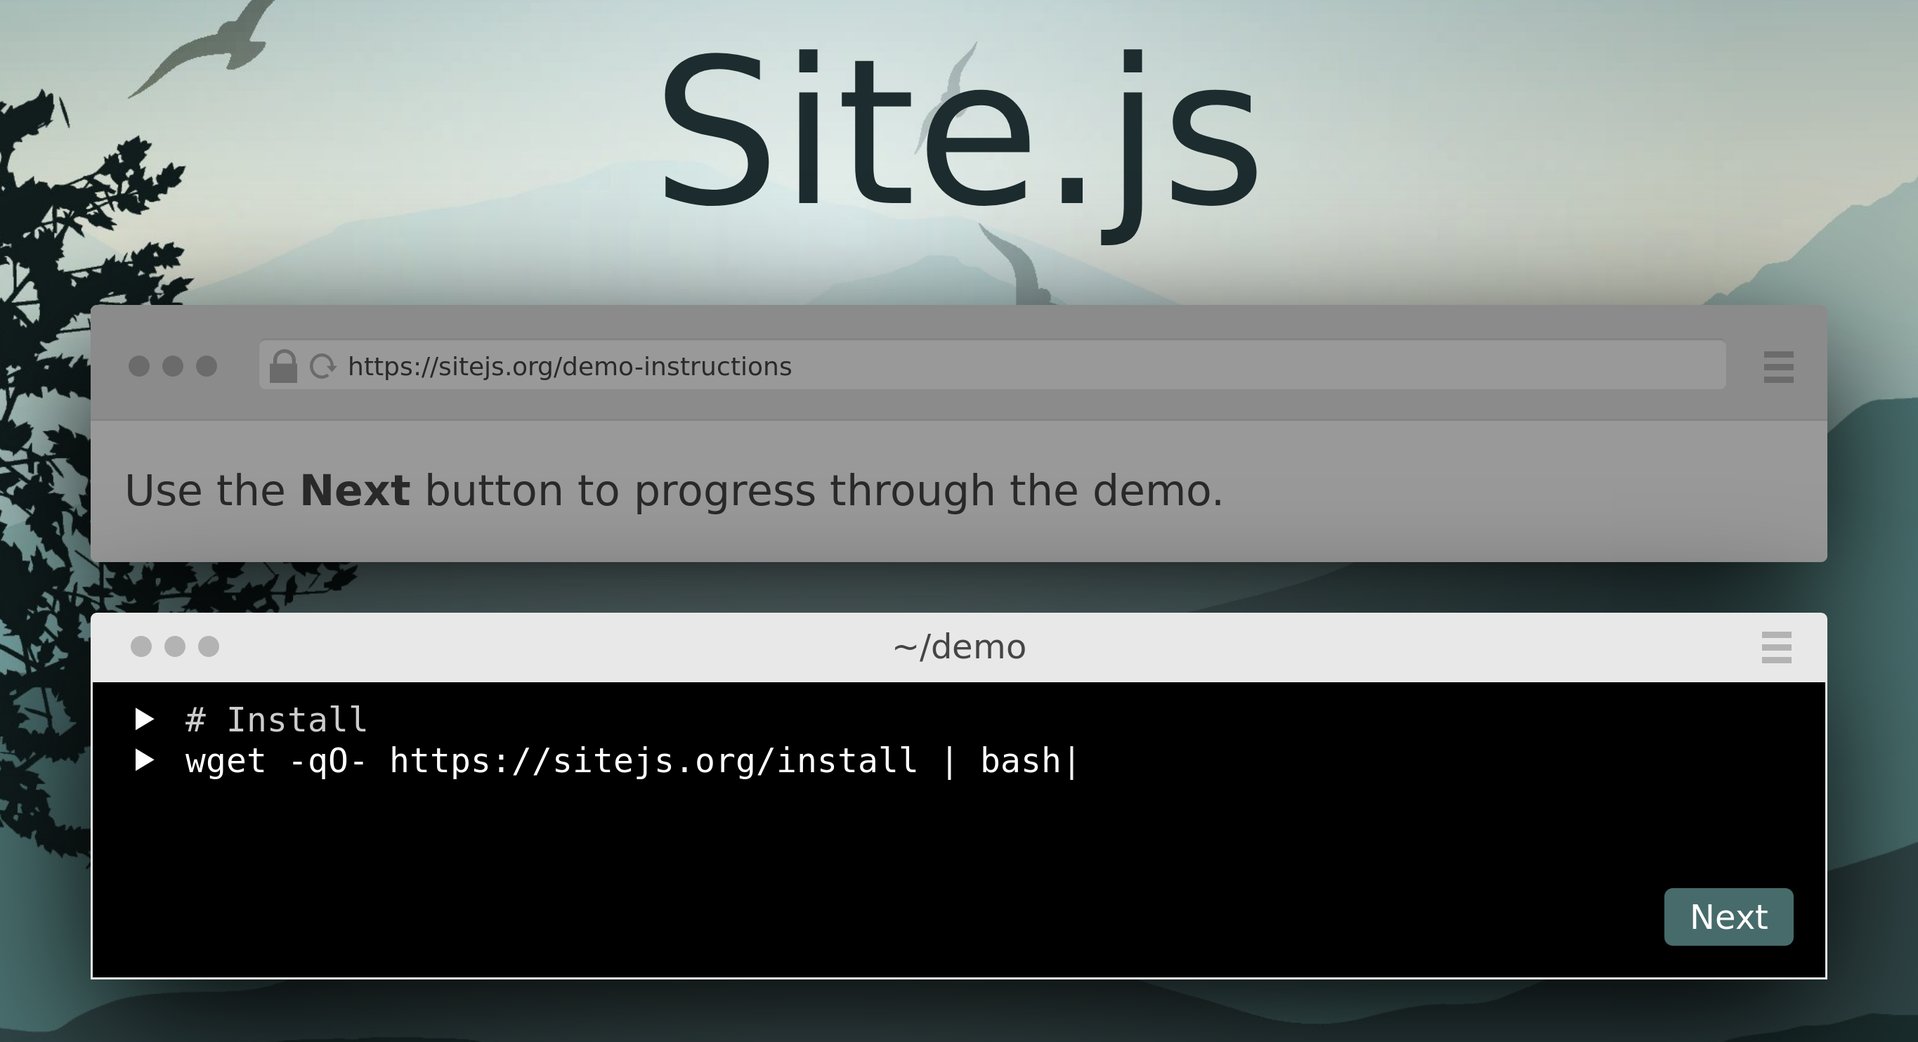 Site.js
https://sitejs.org/demo-instructions
Use the Next button to progress through the demo.
~/demo
# Install
wget -qO- https://sitejs.org/install | bash|
Next